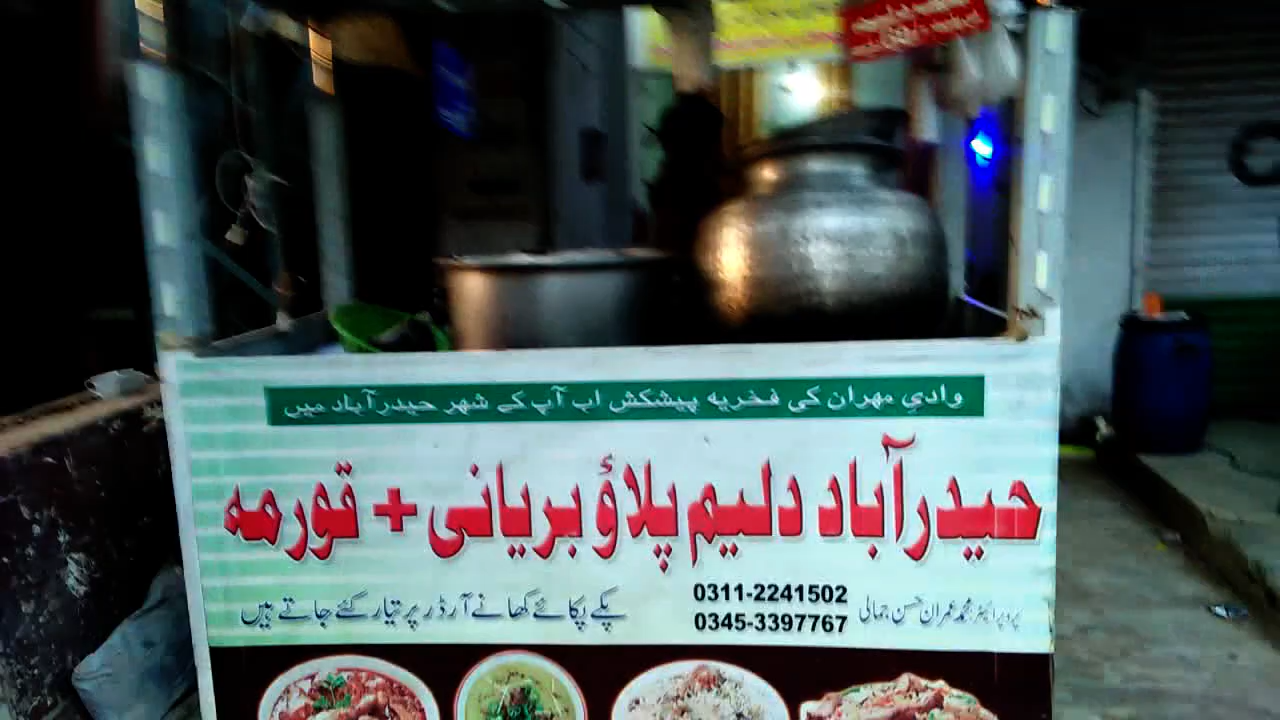 وادیِ مہران کی فخریہ پیشکش اب آپ کے شہر حیدرآباد میں
حیدرآباد دلیم پلاؤ بریانی + قورمہ
پروپرائیٹر: محمد عمران حسن جمالی
0311-2241502
0345-3397767
پکے پکائے کھانے آرڈر پر تیار کئے جاتے ہیں